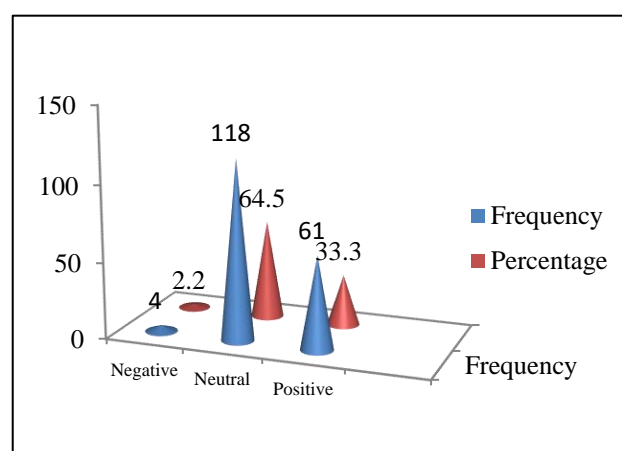 150
118
100
64.5
61
Frequency
33.3
Percentage
50
2.2
4
0
Negative
Neutral
Positive
Frequency